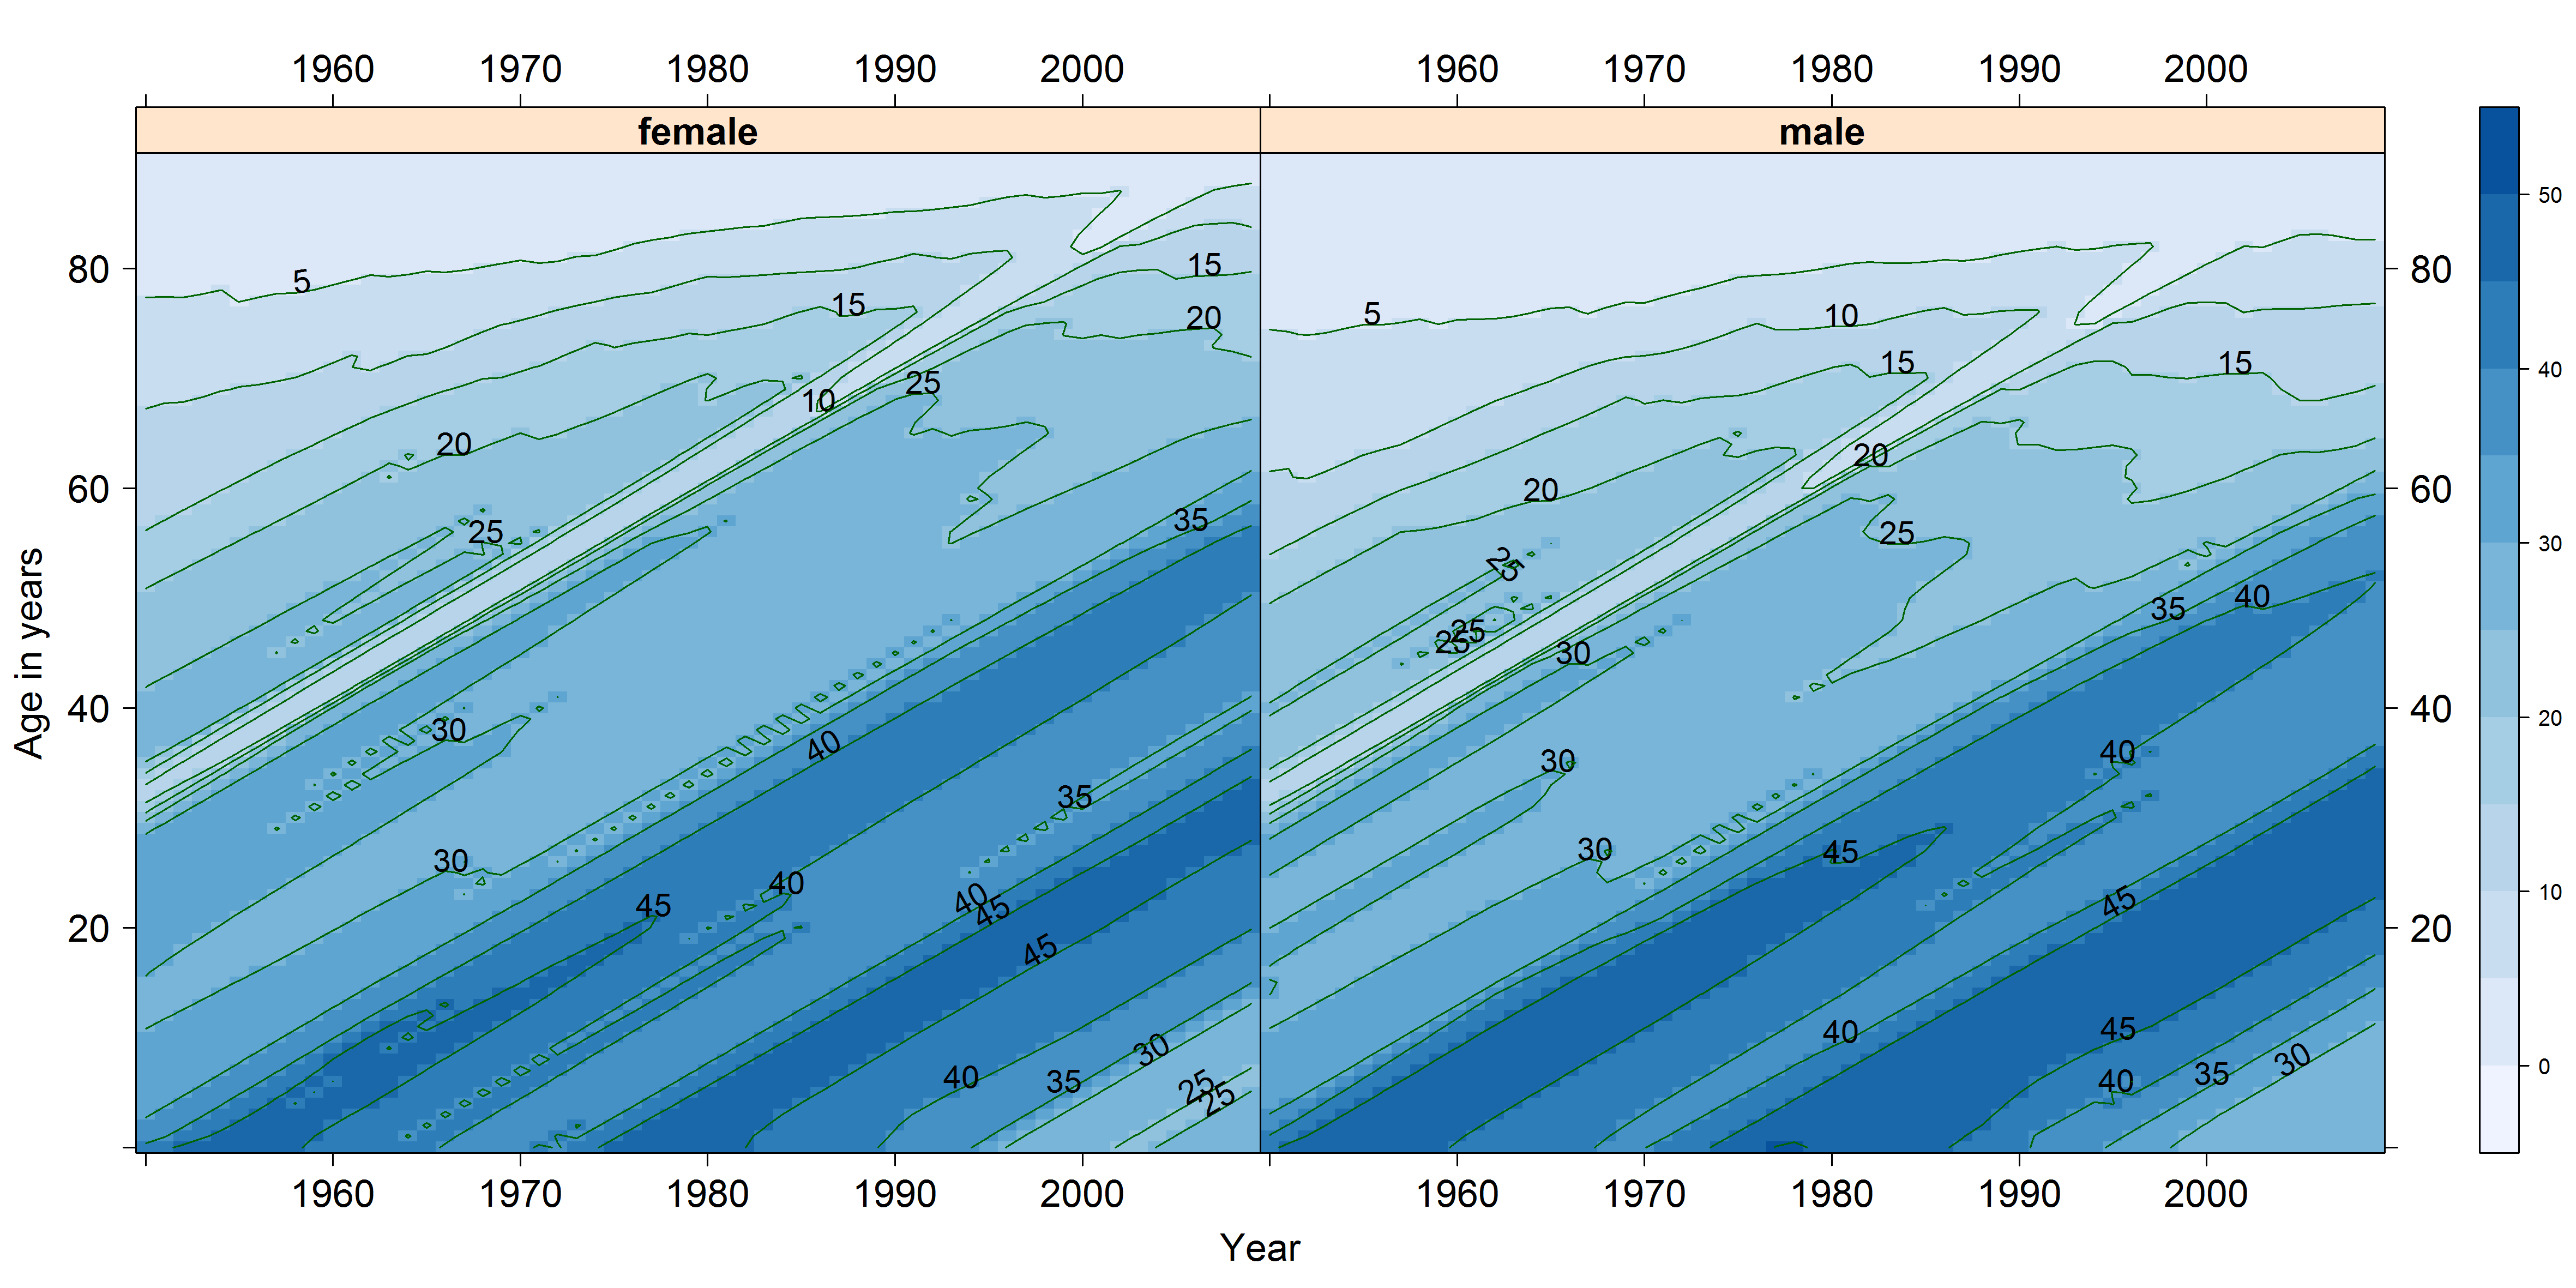 1960 1970 1980 1990 2000 1960 1970 1980 1990 2000
female male
80 60 40 20
Age in years
5 15 15 20 10 25 20 25 35 30 40 30 35 45 40 40 45 45 30 40 35 25 25
5 10 15 15 20 20 25 25 25 25 30 35 40 30 40 30 45 45 40 45 40 35 30
80 60 40 20
50
40
30
20
10
0
1960 1970 1980 1990 2000 1960 1970 1980 1990 2000
Year